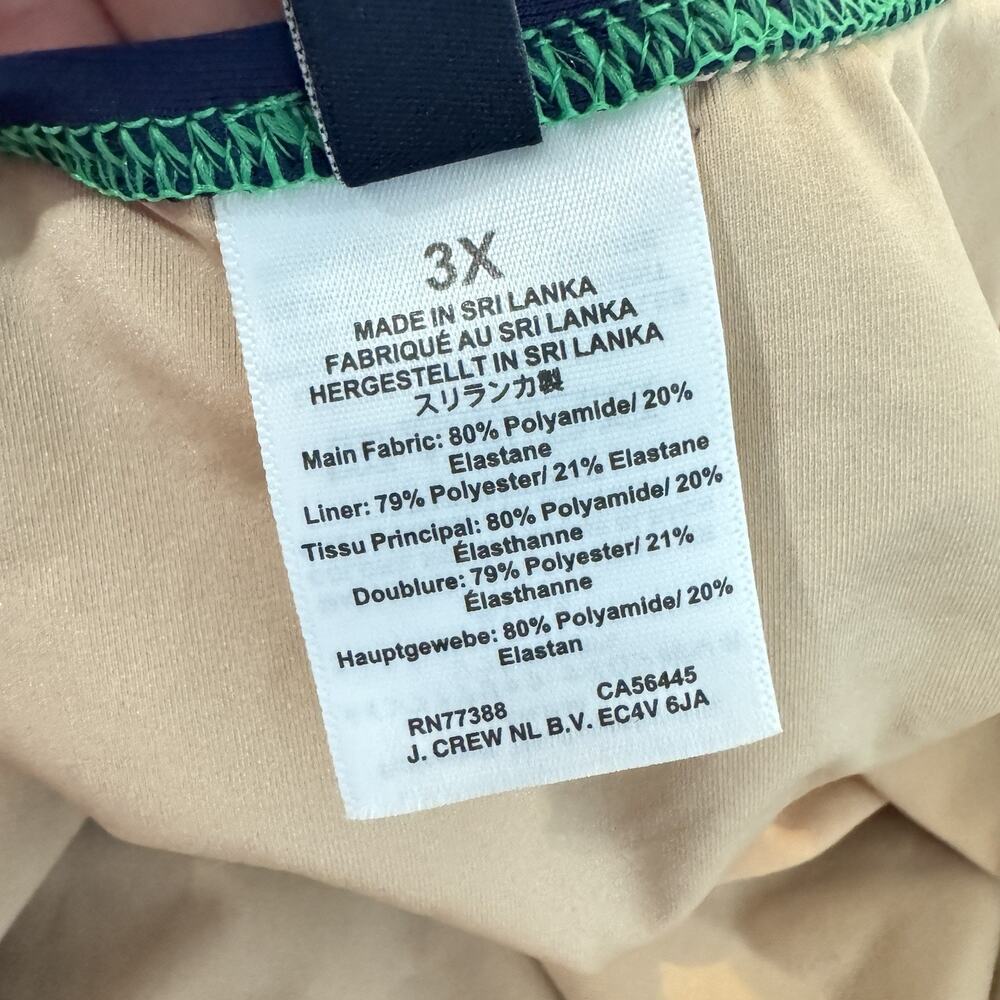 3X
MADE IN SRI LANKA
FABRIQUÉ AU SRI LANKA
HERGESTELLT IN SRI LANKA
スリランカ製
Main Fabric: 80% Polyamide/ 20%
Elastane
Liner: 79% Polyester/ 21% Elastane
Tissu Principal: 80% Polyamide/ 20%
Élasthanne
Doublure: 79% Polyester/ 21%
Élasthanne
Hauptgewebe: 80% Polyamide/ 20%
Elastan
RN77388 CA56445
J. CREW NL B.V. EC4V 6JA